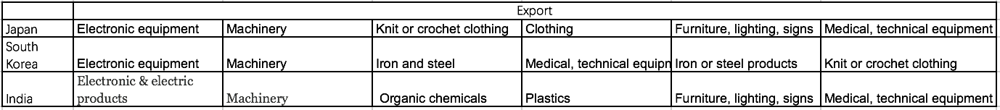 Export
Japan Electronic equipment Machinery Knit or crochet clothing Clothing Furniture, lighting, signs Medical, technical equipment
South
Korea Electronic equipment Machinery Iron and steel Medical, technical equipn Iron or steel products Knit or crochet clothing
Electronic & electric
India products Machinery Organic chemicals Plastics Furniture, lighting, signs Medical, technical equipment